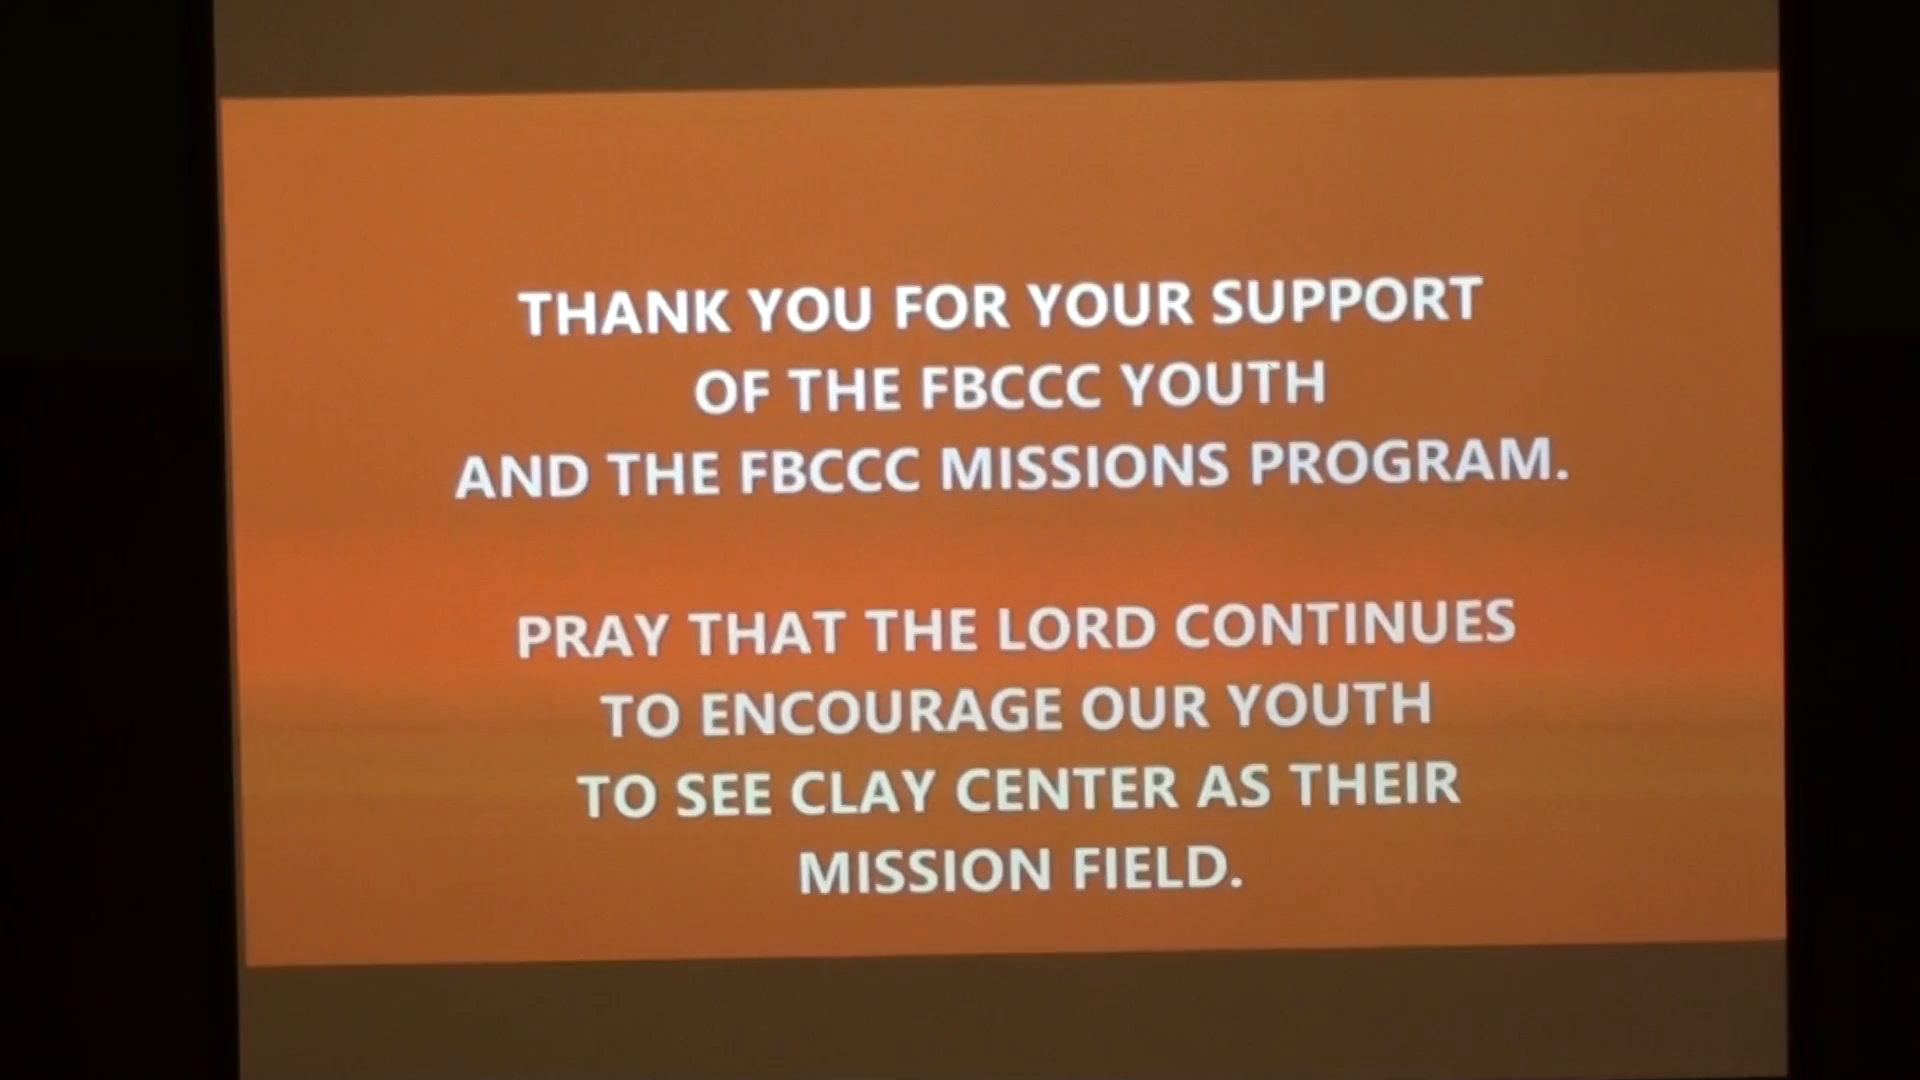 THANK YOU FOR YOUR SUPPORT
OF THE FBCCC YOUTH
AND THE FBCCC MISSIONS PROGRAM.
PRAY THAT THE LORD CONTINUES
TO ENCOURAGE OUR YOUTH
TO SEE CLAY CENTER AS THEIR
MISSION FIELD.